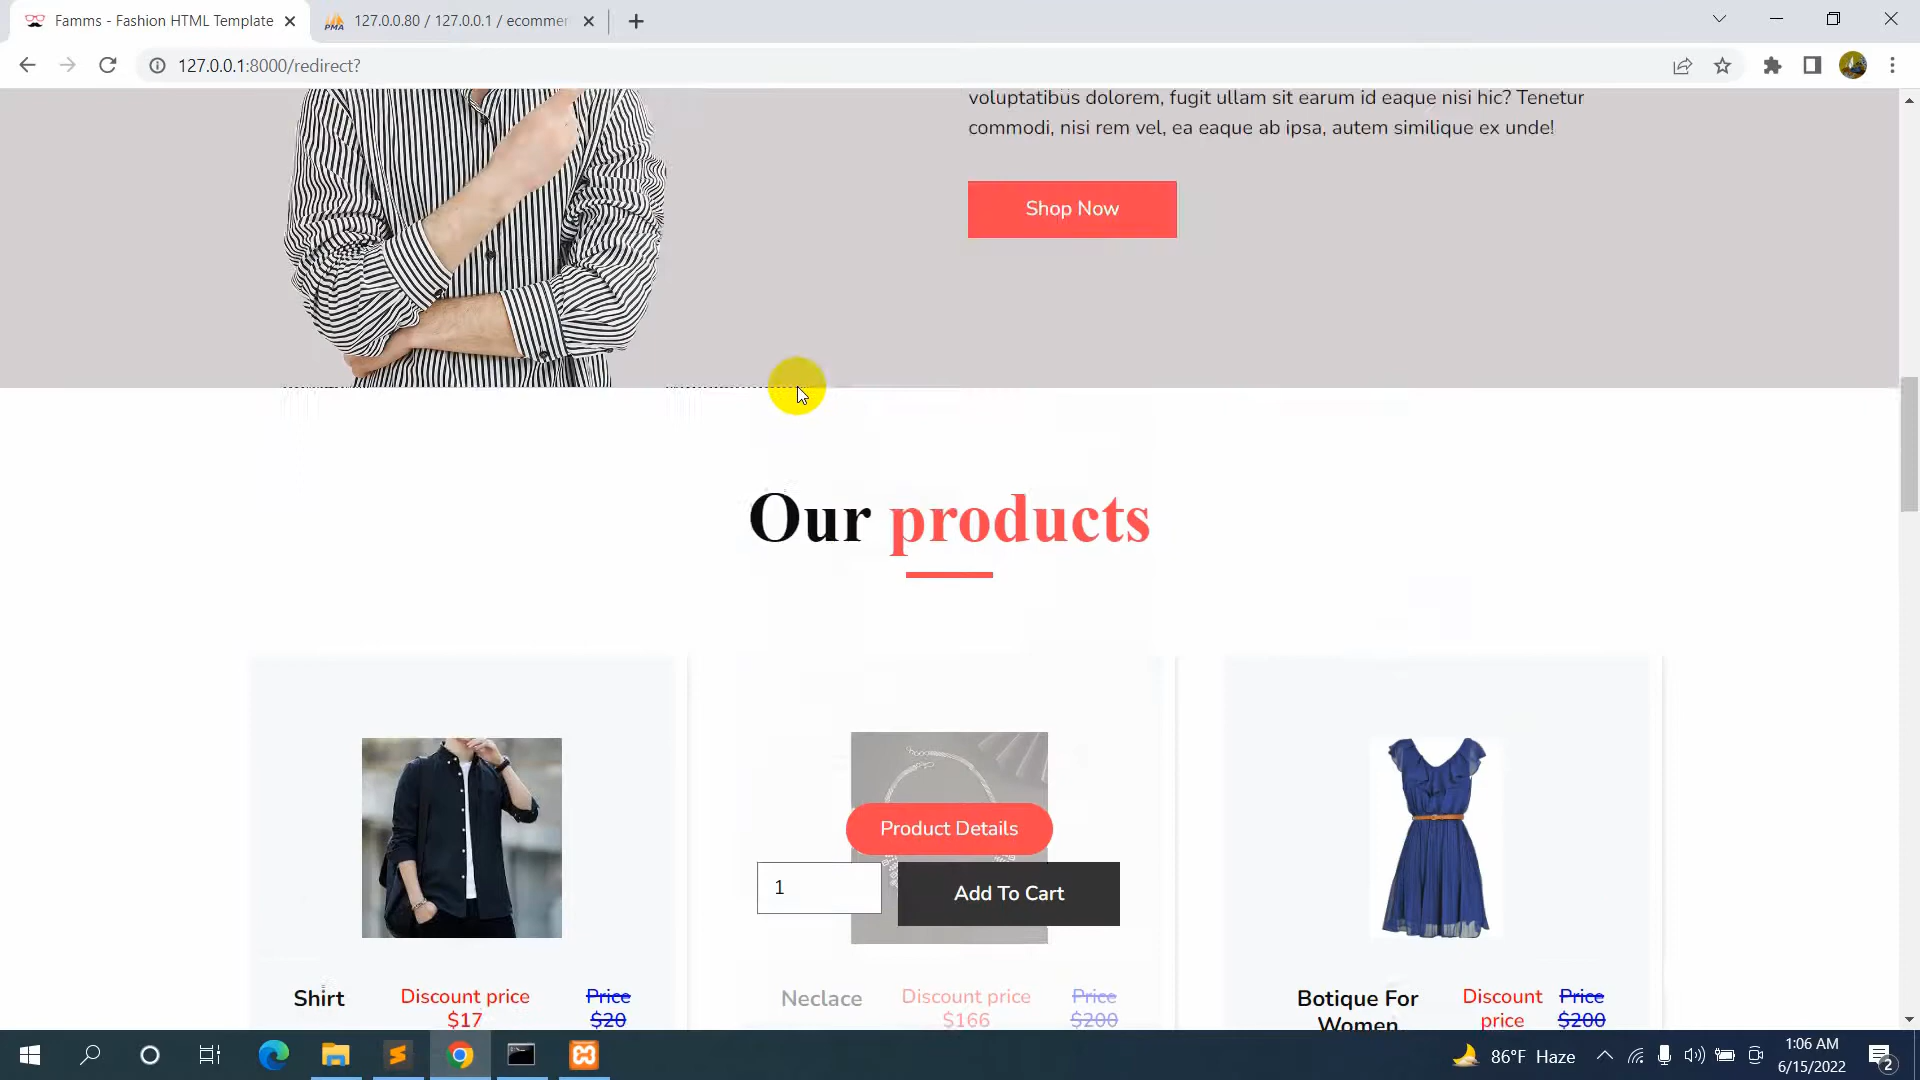 Famms - Fashion HTML Template
PMA
127.0.0.80 / 127.0.0.1 / ecommer
127.0.0.1:8000/redirect?
voluptatibus dolorem, fugit ullam sit earum id eaque nisi hic? Tenetur
commodi, nisi rem vel, ea eaque ab ipsa, autem similique ex unde!
Shop Now
Our products
Product Details
1
Add To Cart
Shirt
Discount price
$17
Price
$20
Neclace
Discount price
$166
Price
$200
Botique For
Women
Discount
price
Price
$200
86°F Haze
1:06 AM
6/15/2022
2